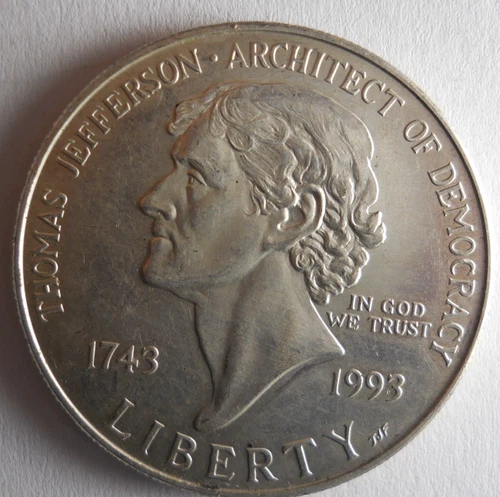 THOMAS JEFFERSON · ARCHITECT OF DEMOCRACY
IN GOD
WE TRUST
1743
1993
LIBERTY